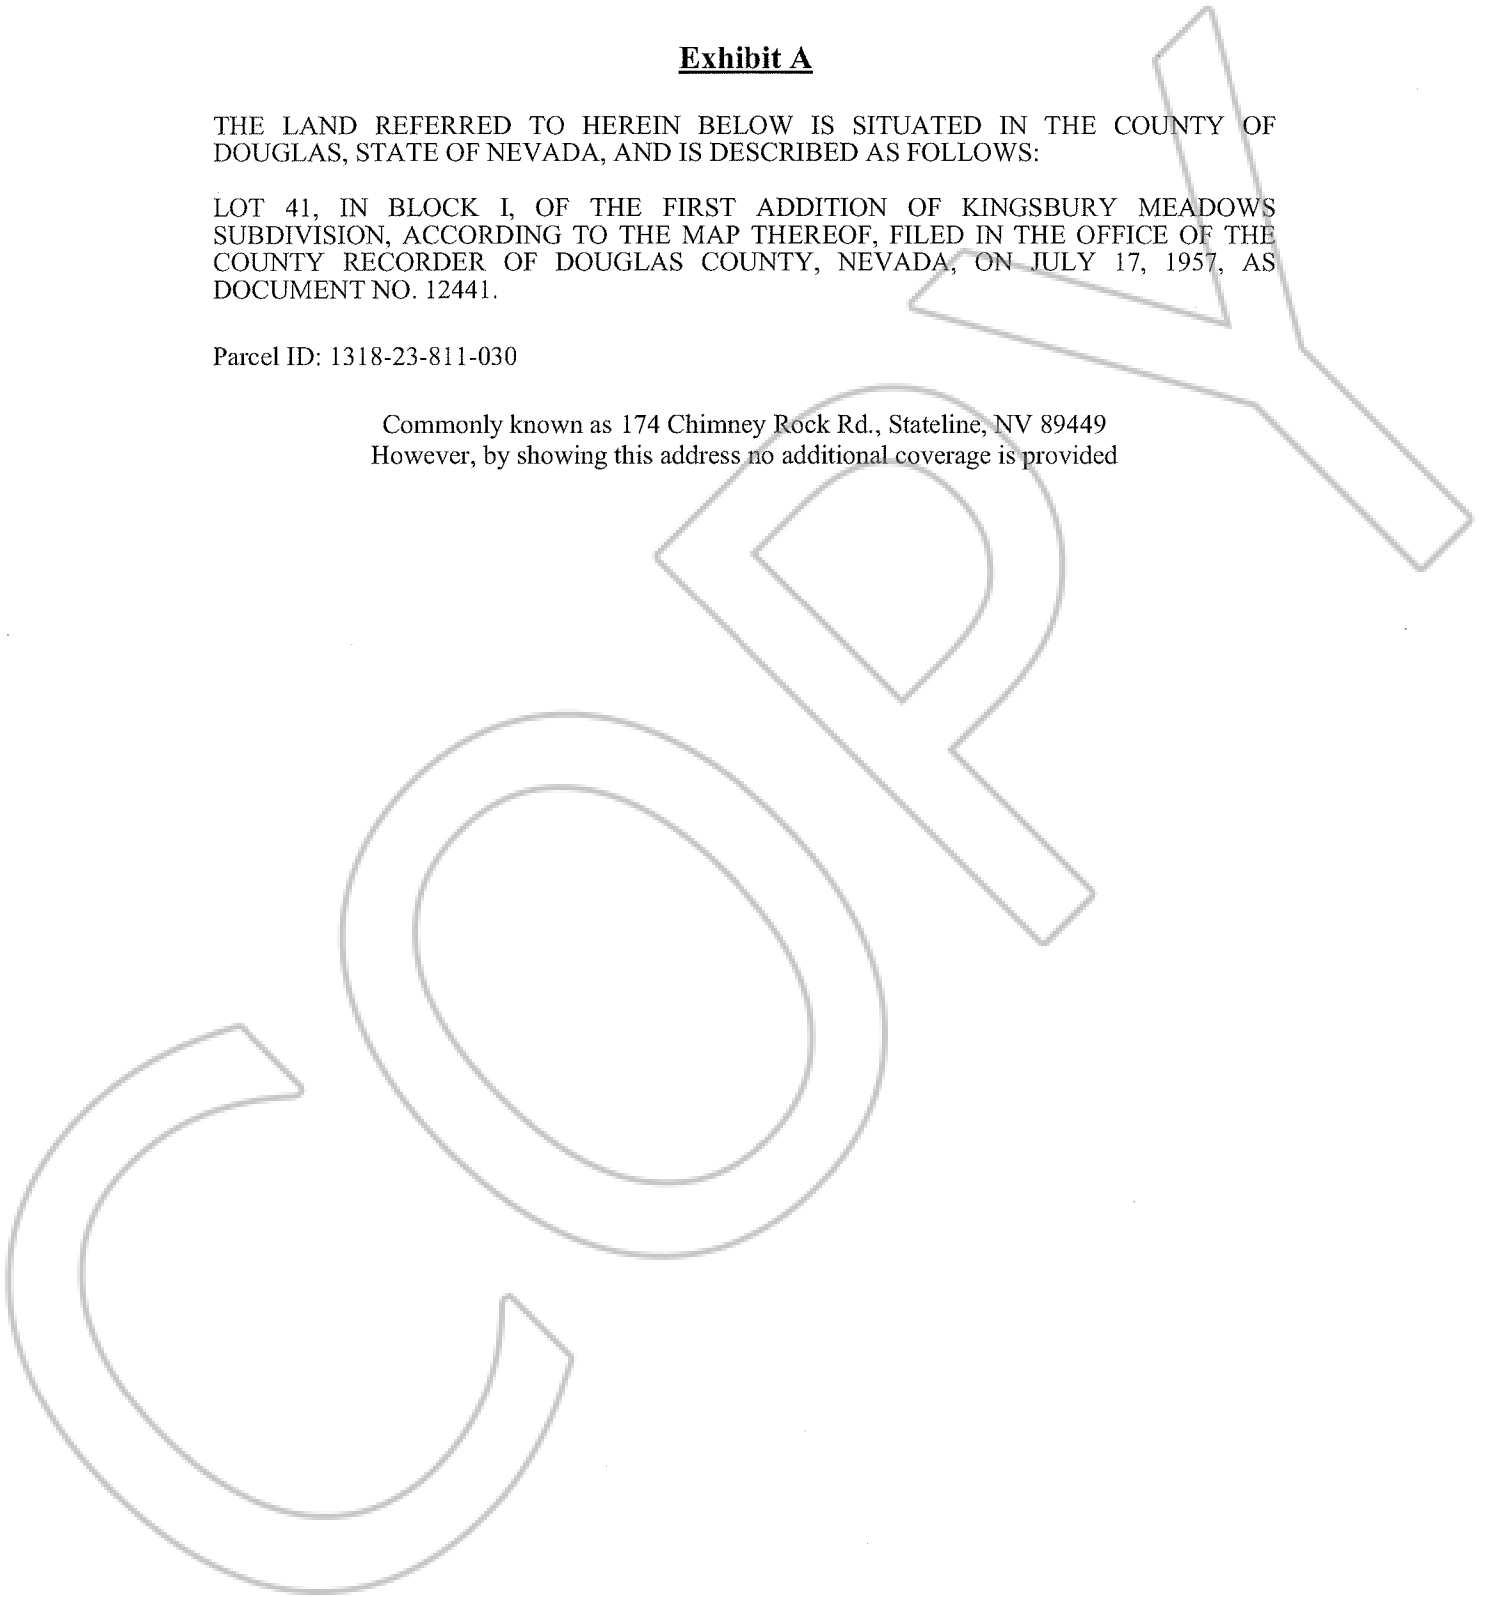 Exhibit A
THE LAND REFERRED TO HEREIN BELOW IS SITUATED IN THE COUNTY OF
DOUGLAS, STATE OF NEVADA, AND IS DESCRIBED AS FOLLOWS:
LOT 41, IN BLOCK I, OF THE FIRST ADDITION OF KINGSBURY MEADOWS
SUBDIVISION, ACCORDING TO THE MAP THEREOF, FILED IN THE OFFICE OF THE
COUNTY RECORDER OF DOUGLAS COUNTY, NEVADA, ON JULY 17, 1957, AS
DOCUMENT NO. 12441.
Parcel ID: 1318-23-811-030
Commonly known as 174 Chimney Rock Rd., Stateline, NV 89449
However, by showing this address no additional coverage is provided
COPY